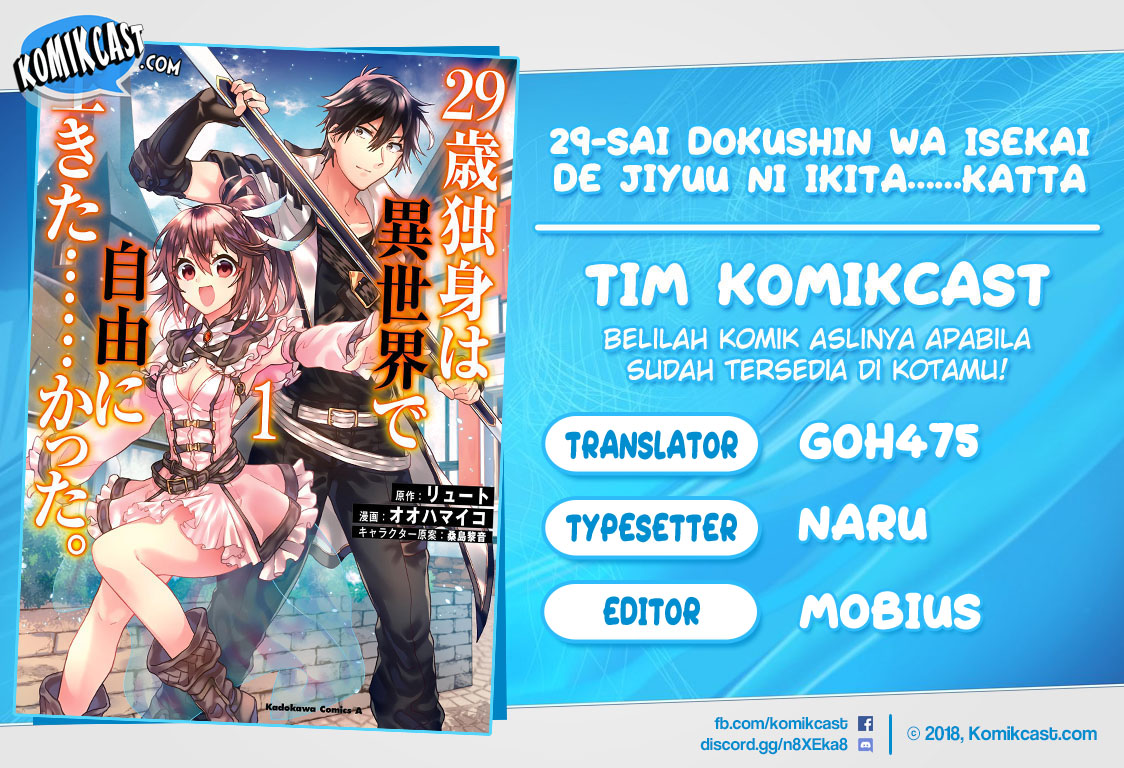 KOMIKCAST
.COM
29歳独身は
異世界で
自由に
きた………かった。
1
原作：リュート
漫画：オオハマイコ
キャラクター原案：桑島黎音
Kadokawa Comics A
29-SAI DOKUSHIN WA ISEKAI
DE JIYUU NI IKITA......KATTA
TIM KOMIKCAST
BELILAH KOMIK ASLINYA APABILA
SUDAH TERSEDIA DI KOTAMU!
TRANSLATOR GOH475
TYPESETTER NARU
EDITOR MOBIUS
fb.com/komikcast
discord.gg/n8XEka8
© 2018, Komikcast.com